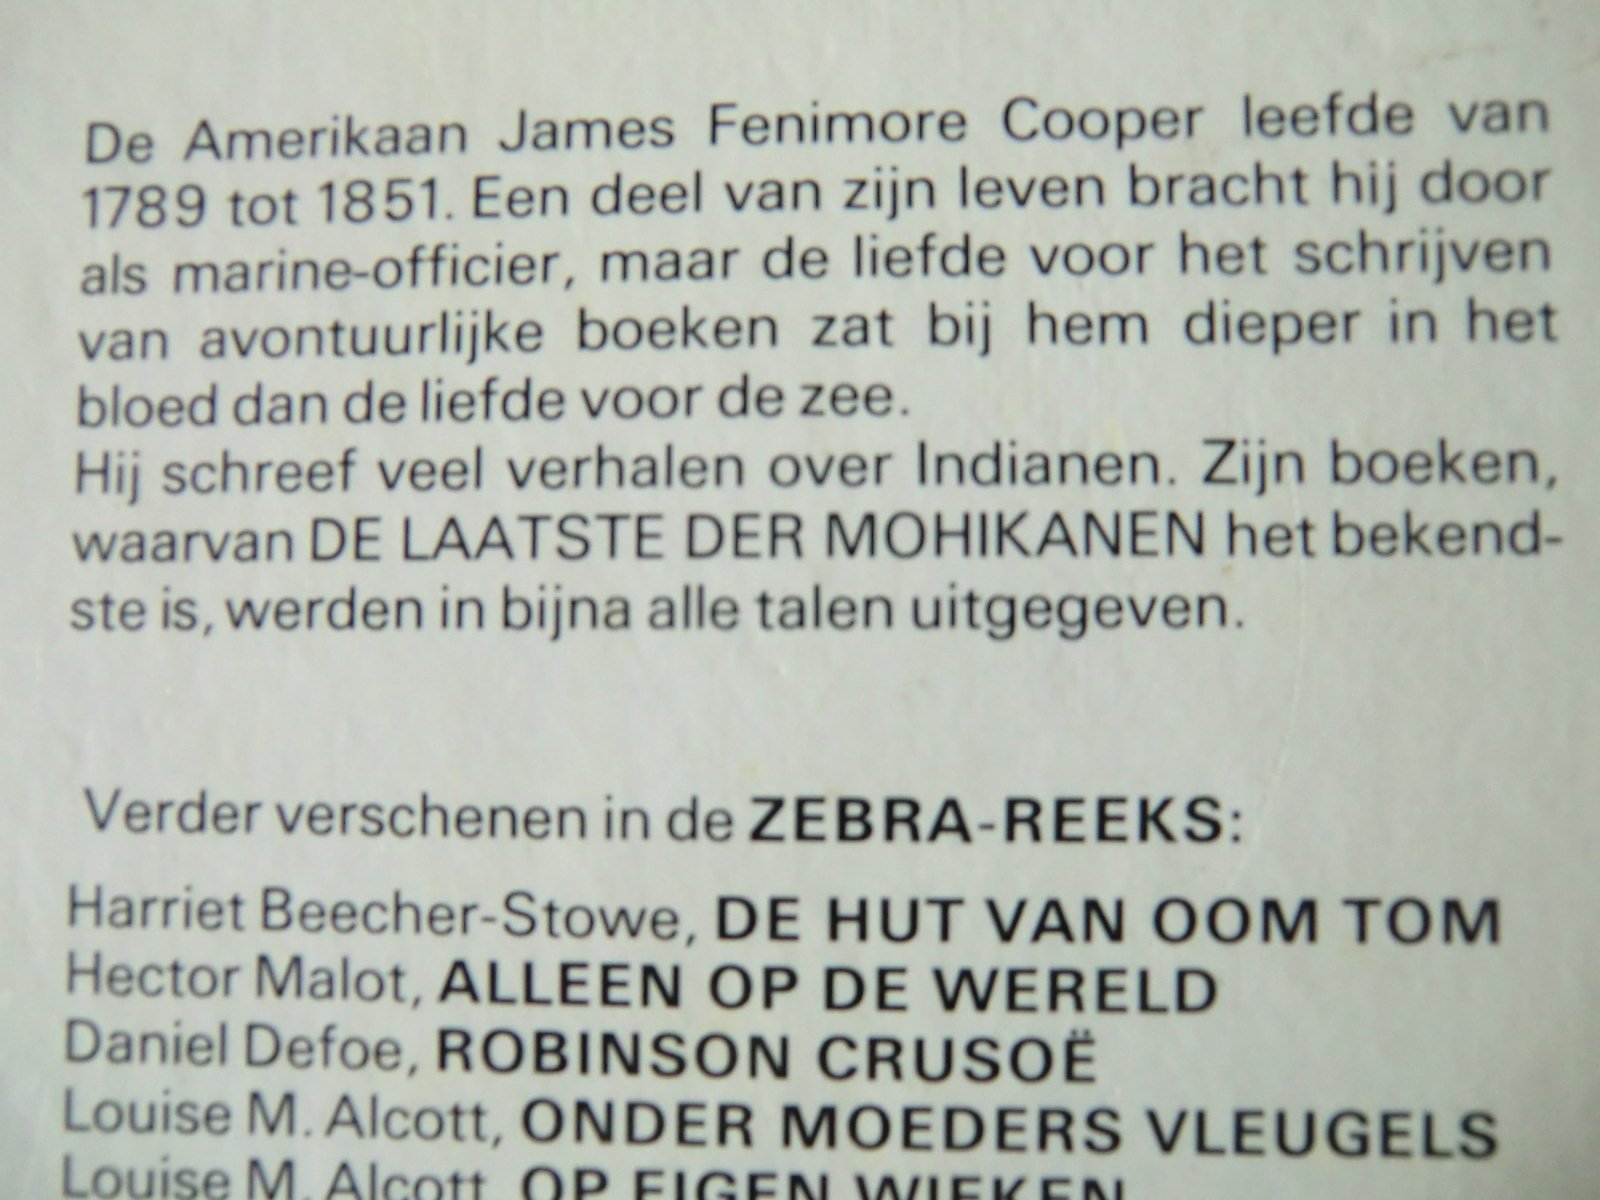 De Amerikaan James Fenimore Cooper leefde van
1789 tot 1851. Een deel van zijn leven bracht hij door
als marine-officier, maar de liefde voor het schrijven
van avontuurlijke boeken zat bij hem dieper in het
bloed dan de liefde voor de zee.
Hij schreef veel verhalen over Indianen. Zijn boeken,
waarvan DE LAATSTE DER MOHIKANEN het bekend-
ste is, werden in bijna alle talen uitgegeven.
Verder verschenen in de ZEBRA-REEKS:
Harriet Beecher-Stowe, DE HUT VAN OOM TOM
Hector Malot, ALLEEN OP DE WERELD
Daniel Defoe, ROBINSON CRUSOË
Louise M. Alcott, ONDER MOEDERS VLEUGELS
Louise M. Alcott, OP EIGEN WIEKEN